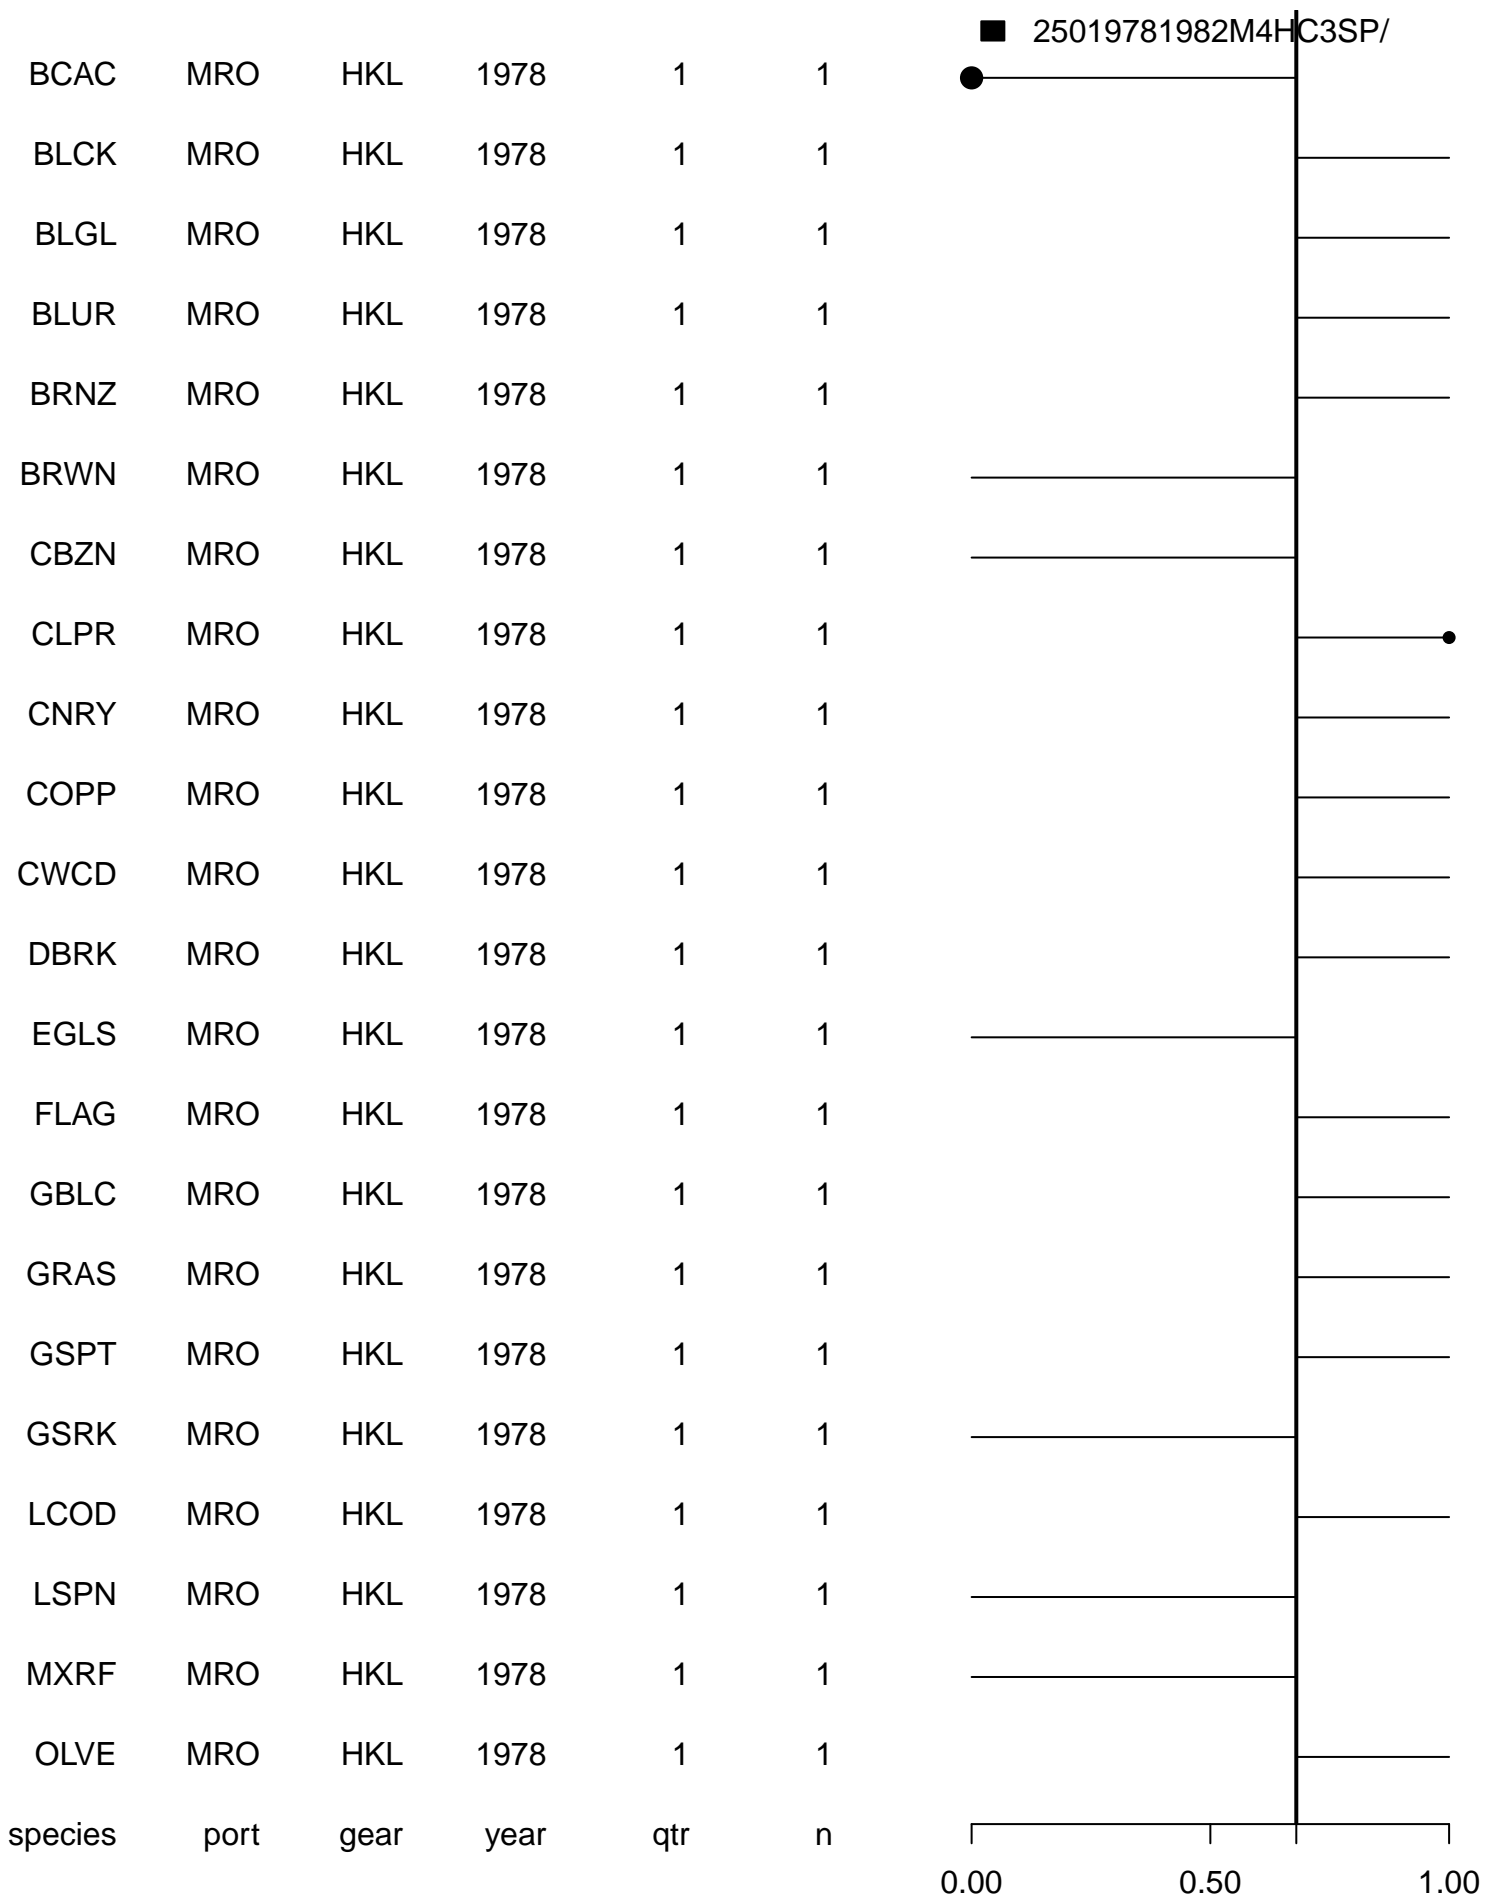 25019781982M4HC3SP/
BCAC MRO HKL 1978 1 1
BLCK MRO HKL 1978 1 1
BLGL MRO HKL 1978 1 1
BLUR MRO HKL 1978 1 1
BRNZ MRO HKL 1978 1 1
BRWN MRO HKL 1978 1 1
CBZN MRO HKL 1978 1 1
CLPR MRO HKL 1978 1 1
CNRY MRO HKL 1978 1 1
COPP MRO HKL 1978 1 1
CWCD MRO HKL 1978 1 1
DBRK MRO HKL 1978 1 1
EGLS MRO HKL 1978 1 1
FLAG MRO HKL 1978 1 1
GBLC MRO HKL 1978 1 1
GRAS MRO HKL 1978 1 1
GSPT MRO HKL 1978 1 1
GSRK MRO HKL 1978 1 1
LCOD MRO HKL 1978 1 1
LSPN MRO HKL 1978 1 1
MXRF MRO HKL 1978 1 1
OLVE MRO HKL 1978 1 1
species port gear year qtr n
0.00 0.50 1.00